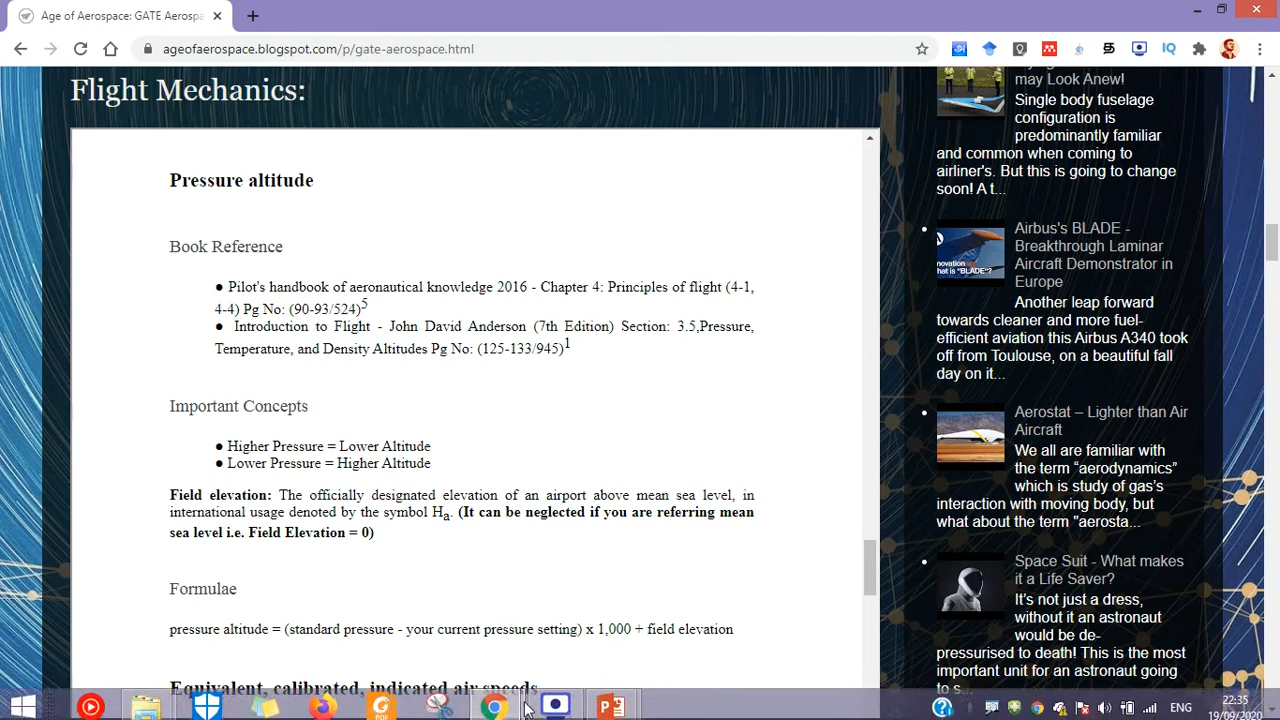 Age of Aerospace: GATE Aerospa
ageofaerospace.blogspot.com/p/gate-aerospace.html
Flight Mechanics:
Pressure altitude
Book Reference
● Pilot's handbook of aeronautical knowledge 2016 - Chapter 4: Principles of flight (4-1,
4-4) Pg No: (90-93/524)5
● Introduction to Flight - John David Anderson (7th Edition) Section: 3.5,Pressure,
Temperature, and Density Altitudes Pg No: (125-133/945)1
Important Concepts
● Higher Pressure = Lower Altitude
● Lower Pressure = Higher Altitude
Field elevation: The officially designated elevation of an airport above mean sea level, in
international usage denoted by the symbol Ha. (It can be neglected if you are referring mean
sea level i.e. Field Elevation = 0)
Formulae
pressure altitude = (standard pressure - your current pressure setting) x 1,000 + field elevation
Equivalent, calibrated, indicated air speeds
may Look Anew!
Single body fuselage
configuration is
predominantly familiar
and common when coming to
airliner's. But this is going to change
soon! A t...
Airbus's BLADE -
Breakthrough Laminar
Aircraft Demonstrator in
Europe
Another leap forward
towards cleaner and more fuel-
efficient aviation this Airbus A340 took
off from Toulouse, on a beautiful fall
day on it...
Aerostat – Lighter than Air
Aircraft
We all are familiar with
the term “aerodynamics”
which is study of gas’s
interaction with moving body, but
what about the term "aerosta...
Space Suit - What makes
it a Life Saver?
It’s not just a dress,
without it an astronaut
would be de-
pressurised to death! This is the most
important unit for an astronaut going
to s...
ENG
22:35
19/09/2020